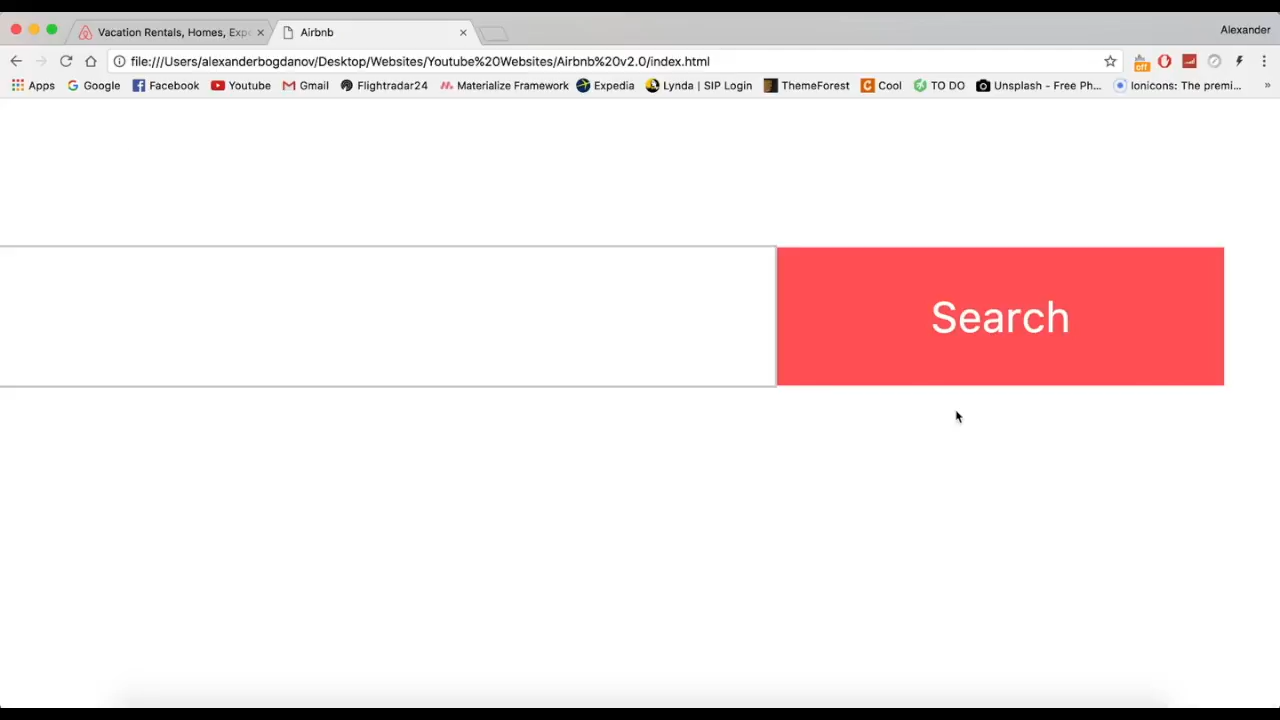 Vacation Rentals, Homes, Exp
Airbnb
Alexander
file:///Users/alexanderbogdanov/Desktop/Websites/Youtube%20Websites/Airbnb%20v2.0/index.html
Apps Google Facebook Youtube Gmail Flightradar24 Materialize Framework Expedia Lynda | SIP Login ThemeForest Cool TO DO Unsplash - Free Ph... Ionicons: The premi... »
off
Search